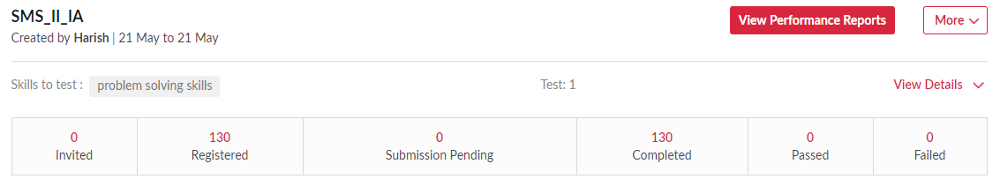 SMS_II_IA
View Performance Reports
More
Created by Harish | 21 May to 21 May
Skills to test : problem solving skills
Test: 1
View Details
0 130 0 130 0 0
Invited Registered Submission Pending Completed Passed Failed